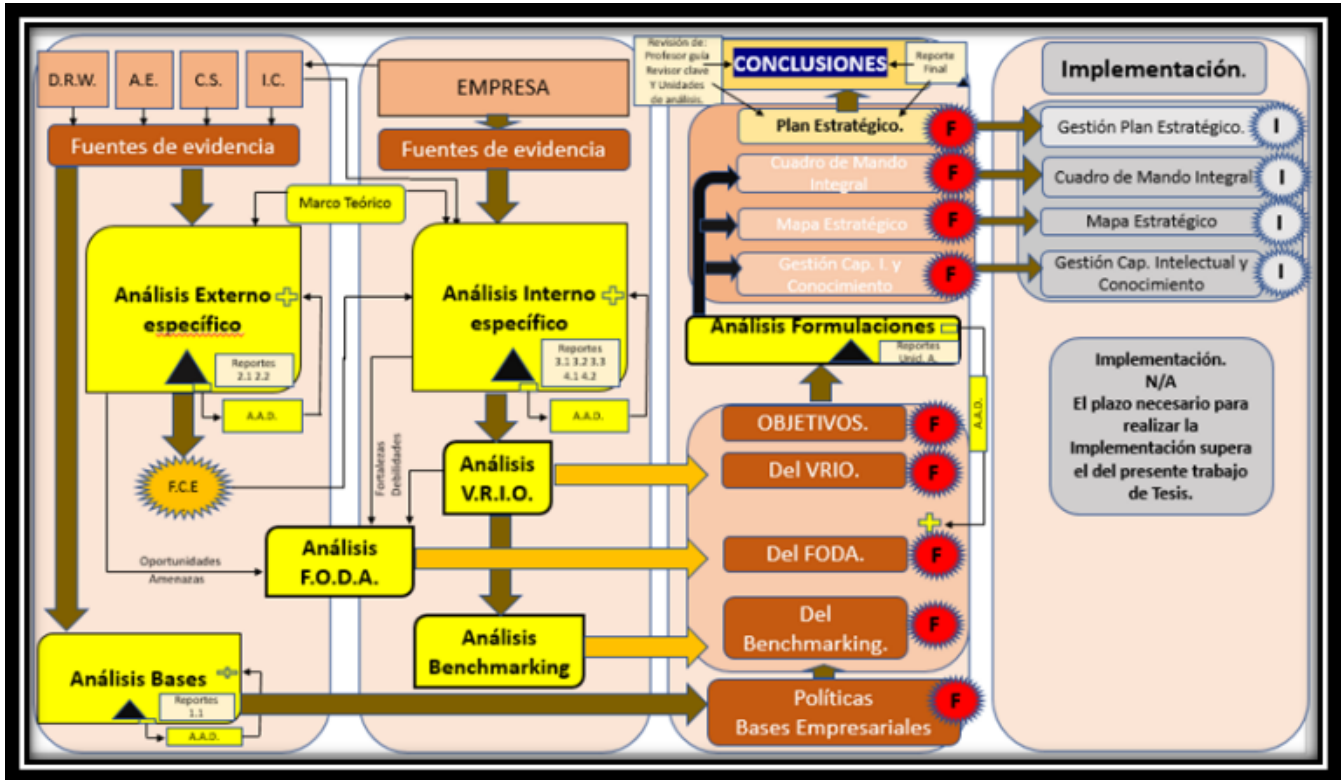 D.R.W.
A.E.
C.S.
I.C.
Fuentes de evidencia
Análisis Externo
específico
Reportes
2.1 2.2
A.A.D.
F.C.E
Oportunidades
Amenazas
Análisis Bases
Reportes
1.1
A.A.D.
EMPRESA
Fuentes de evidencia
Marco Teórico
Análisis Interno
específico
Reportes
3.1 3.2 3.3
4.1 4.2
A.A.D.
Fortalezas
Debilidades
Análisis
V.R.I.O.
Análisis
F.O.D.A.
Análisis
Benchmarking
Revisión de:
Profesor guía
Revisor clave
Y Unidades
de análisis.
CONCLUSIONES
Reporte
Final
Plan Estratégico.
F
Cuadro de Mando
Integral
F
Mapa Estratégico
F
Gestión Cap. I. y
Conocimiento
F
Análisis Formulaciones
Reportes
Unid. A.
A.A.D.
OBJETIVOS.
F
Del VRIO.
F
Del FODA.
F
Del
Benchmarking.
F
Políticas
Bases Empresariales
F
Implementación.
Gestión Plan Estratégico.
I
Cuadro de Mando Integral
I
Mapa Estratégico
I
Gestión Cap. Intelectual y
Conocimiento
I
Implementación.
N/A
El plazo necesario para
realizar la
Implementación supera
el del presente trabajo
de Tesis.